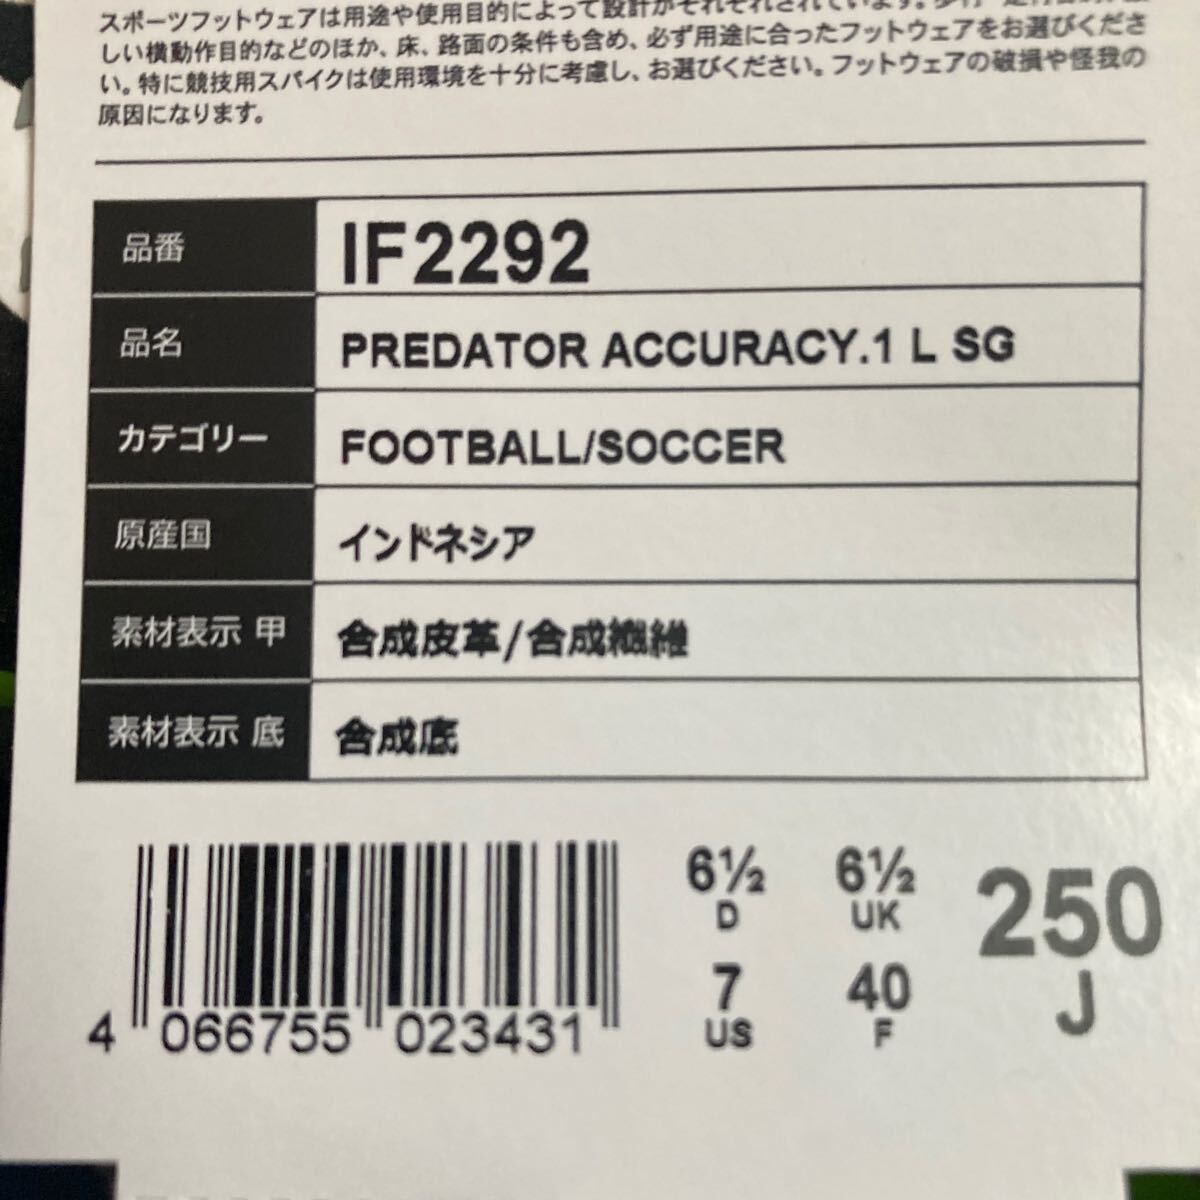 スポーツフットウェアは用途や使用目的によって設計がそれぞれされています。
しい横動作目的などのほか、床、路面の条件も含め、必ず用途に合ったフットウェアをお選びくださ
い。特に競技用スパイクは使用環境を十分に考慮し、お選びください。フットウェアの破損や怪我の
原因になります。
品番 IF2292
品名 PREDATOR ACCURACY.1 L SG
カテゴリー FOOTBALL/SOCCER
原産国 インドネシア
素材表示 甲 合成皮革/合成繊維
素材表示 底 合成底
6½ D 6½ UK 250 J
7 US 40 F
4 066755 023431